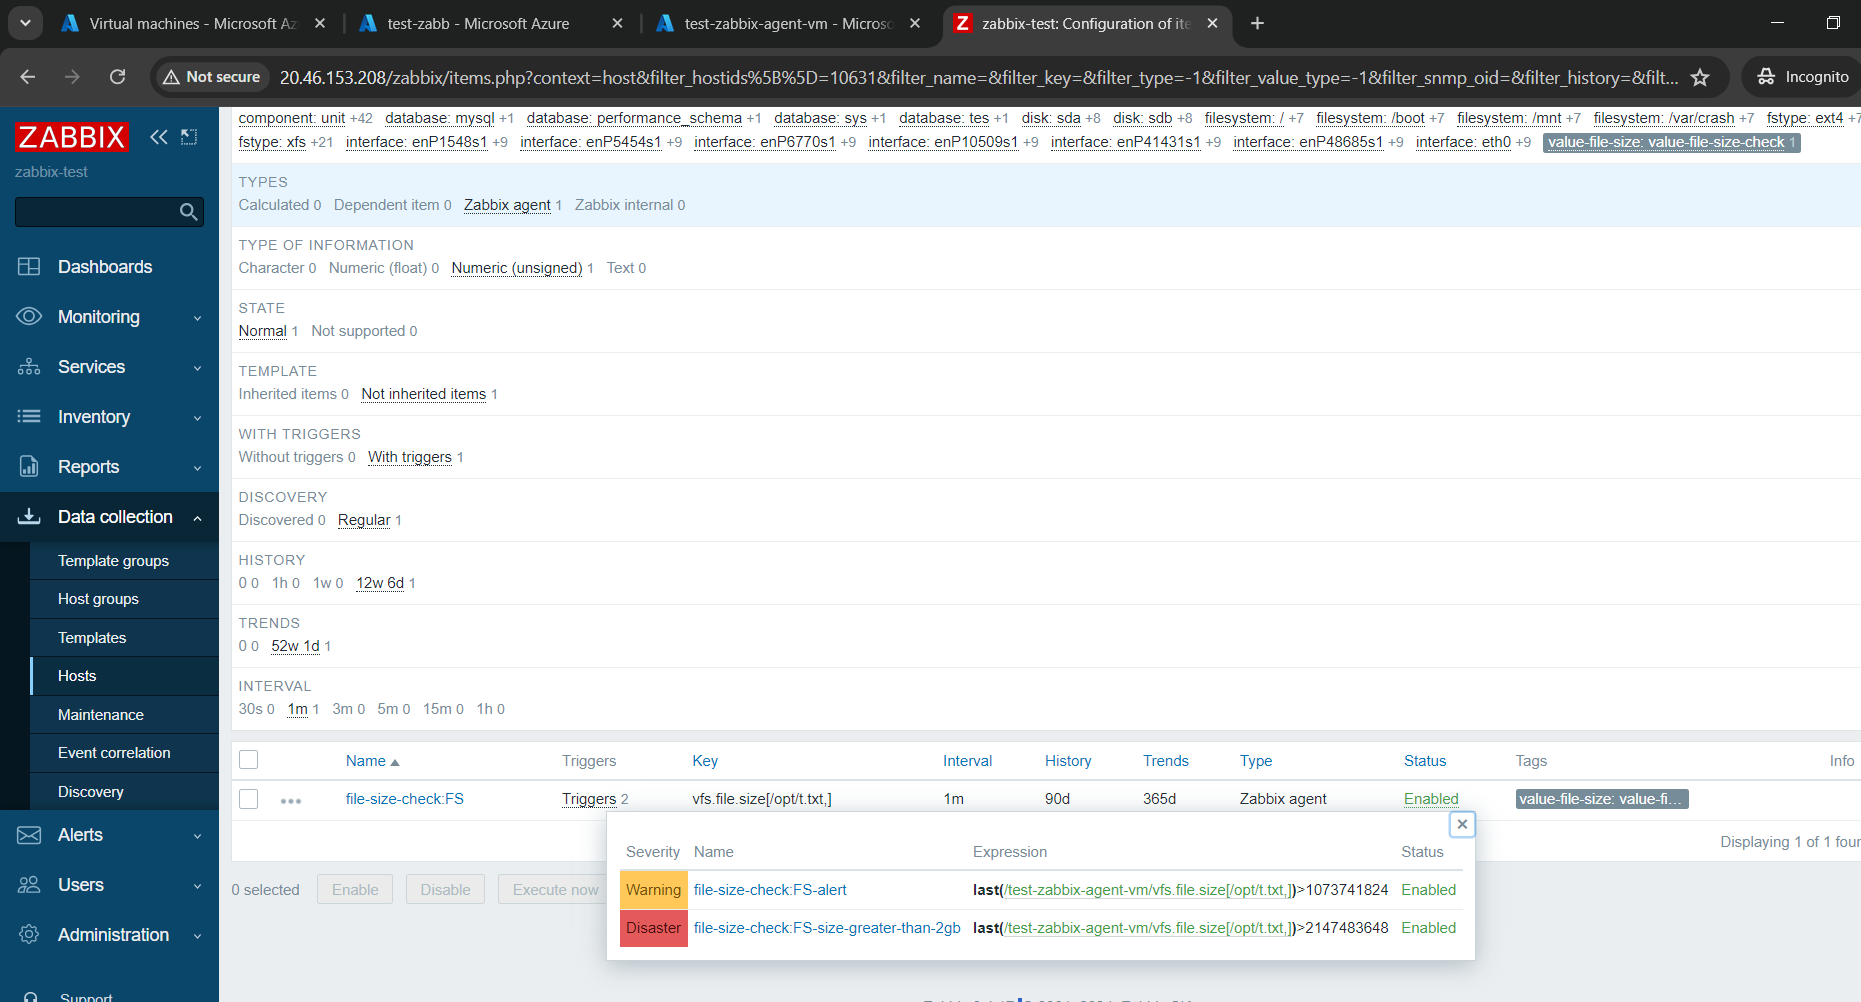 Virtual machines - Microsoft Az
test-zabb - Microsoft Azure
test-zabbix-agent-vm - Microso
Z zabbix-test: Configuration of ite
Not secure
20.46.153.208/zabbix/items.php?context=host&filter_hostids%5B%5D=10631&filter_name=&filter_key=&filter_type=-1&filter_value_type=-1&filter_snmp_oid=&filter_history=&filt...
Incognito
ZABBIX
zabbix-test
Dashboards
Monitoring
Services
Inventory
Reports
Data collection
Template groups
Host groups
Templates
Hosts
Maintenance
Event correlation
Discovery
Alerts
Users
Administration
Support
component: unit +42 database: mysql +1 database: performance_schema +1 database: sys +1 database: tes +1 disk: sda +8 disk: sdb +8 filesystem: / +7 filesystem: /boot +7 filesystem: /mnt +7 filesystem: /var/crash +7 fstype: ext4 +7
fstype: xfs +21 interface: enP1548s1 +9 interface: enP5454s1 +9 interface: enP6770s1 +9 interface: enP10509s1 +9 interface: enP41431s1 +9 interface: enP48685s1 +9 interface: eth0 +9 value-file-size: value-file-size-check 1
TYPES
Calculated 0 Dependent item 0 Zabbix agent 1 Zabbix internal 0
TYPE OF INFORMATION
Character 0 Numeric (float) 0 Numeric (unsigned) 1 Text 0
STATE
Normal 1 Not supported 0
TEMPLATE
Inherited items 0 Not inherited items 1
WITH TRIGGERS
Without triggers 0 With triggers 1
DISCOVERY
Discovered 0 Regular 1
HISTORY
0 0 1h 0 1w 0 12w 6d 1
TRENDS
0 0 52w 1d 1
INTERVAL
30s 0 1m 1 3m 0 5m 0 15m 0 1h 0
Name Triggers Key Interval History Trends Type Status Tags Info
file-size-check:FS Triggers 2 vfs.file.size[/opt/t.txt,] 1m 90d 365d Zabbix agent Enabled value-file-size: value-fi...
Displaying 1 of 1 four
0 selected Enable Disable Execute now
Severity Name Expression Status
Warning file-size-check:FS-alert last(/test-zabbix-agent-vm/vfs.file.size[/opt/t.txt,])>1073741824 Enabled
Disaster file-size-check:FS-size-greater-than-2gb last(/test-zabbix-agent-vm/vfs.file.size[/opt/t.txt,])>2147483648 Enabled